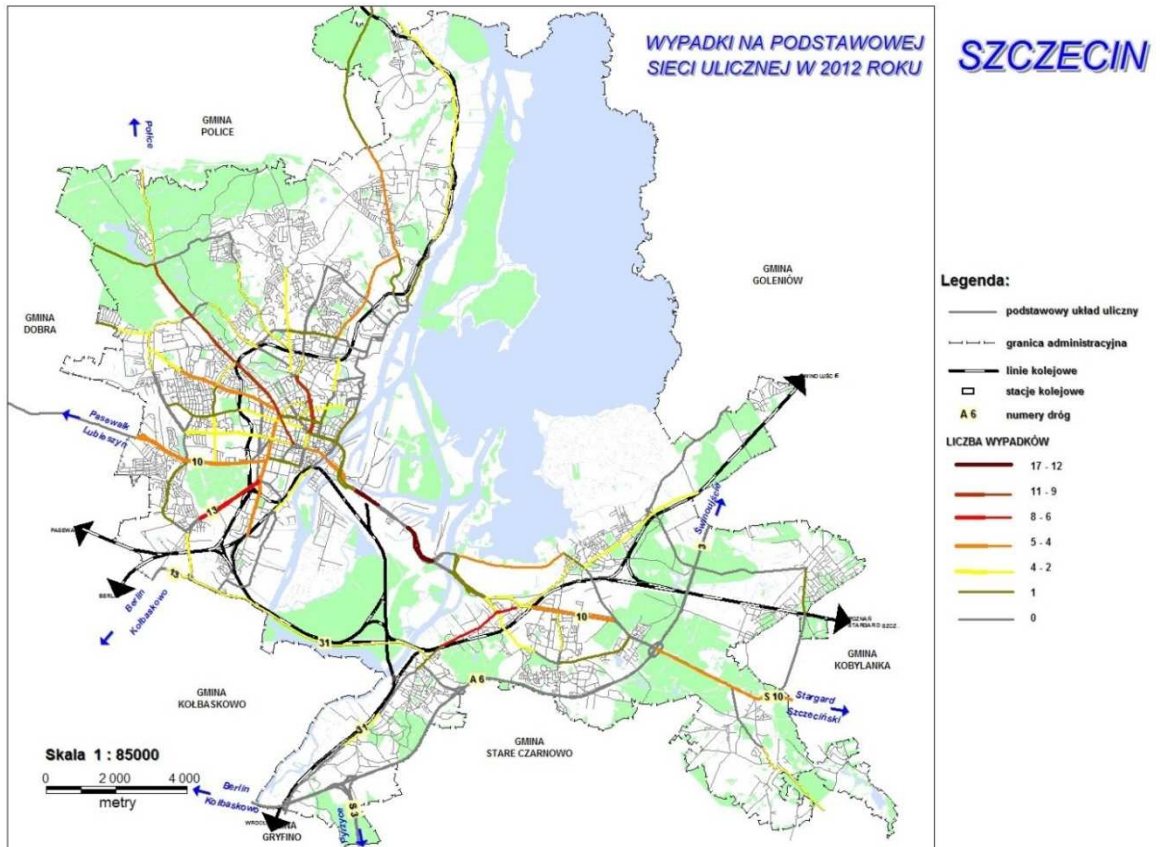 WYPADKI NA PODSTAWOWEJ
SIECI ULICZNEJ W 2012 ROKU
SZCZECIN
GMINA
POLICE
Police
GMINA
GOLENIÓW
GMINA
DOBRA
Pasewalk
Lubieszyn
10
13
13
Berlin
Kołbaskowo
31
10
3
Świnoujście
A 6
S 10
Stargard
Szczeciński
GMINA
KOBYLANKA
GMINA
KOŁBASKOWO
GMINA
STARE CZARNOWO
31
Skala 1 : 85000
0 2 000 4 000
metry
Berlin
Kołbaskowo
S 3
Pyrzyce
GRYFINO
Legenda:
podstawowy układ uliczny
granica administracyjna
linie kolejowe
stacje kolejowe
A 6 numery dróg
LICZBA WYPADKÓW
17 - 12
11 - 9
8 - 6
5 - 4
4 - 2
1
0